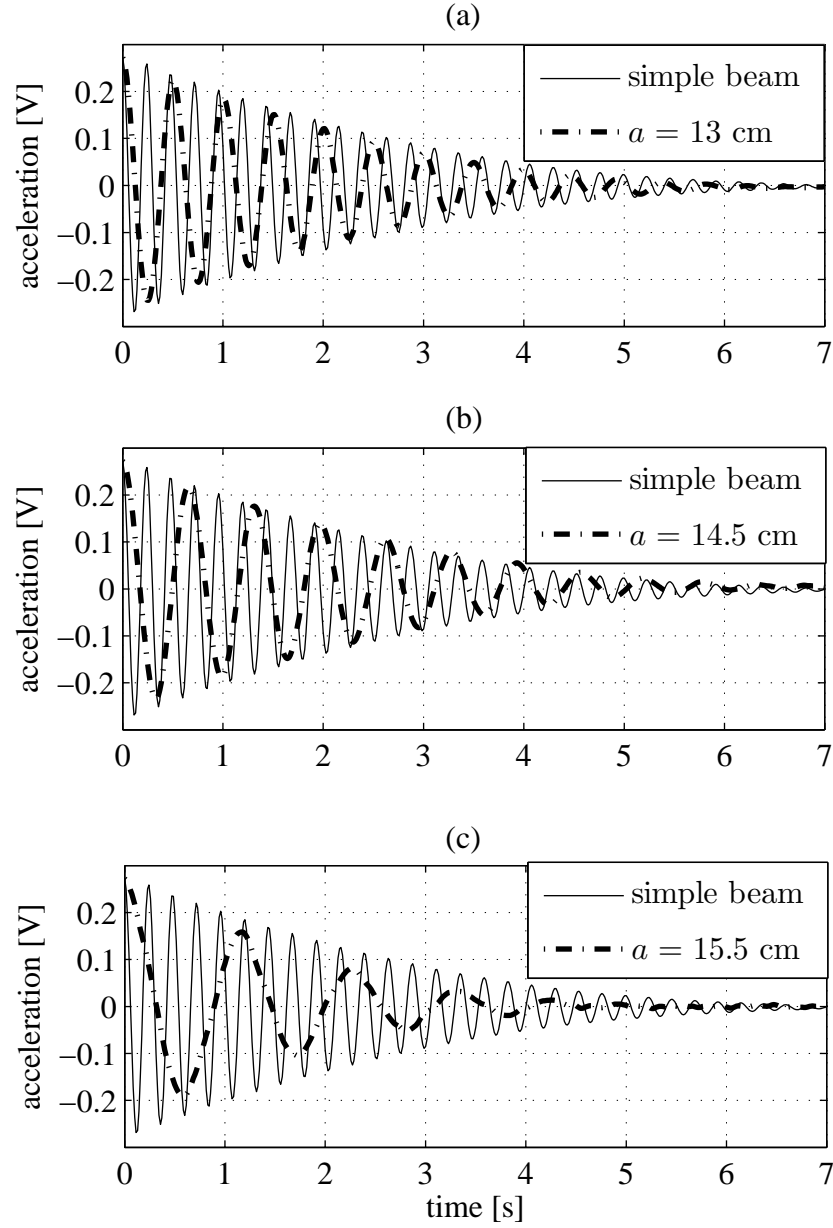 (a)
acceleration [V]
0.2
0.1
0
−0.1
−0.2
simple beam
a = 13 cm
0 1 2 3 4 5 6 7
(b)
acceleration [V]
0.2
0.1
0
−0.1
−0.2
simple beam
a = 14.5 cm
0 1 2 3 4 5 6 7
(c)
acceleration [V]
0.2
0.1
0
−0.1
−0.2
simple beam
a = 15.5 cm
0 1 2 3 4 5 6 7
time [s]